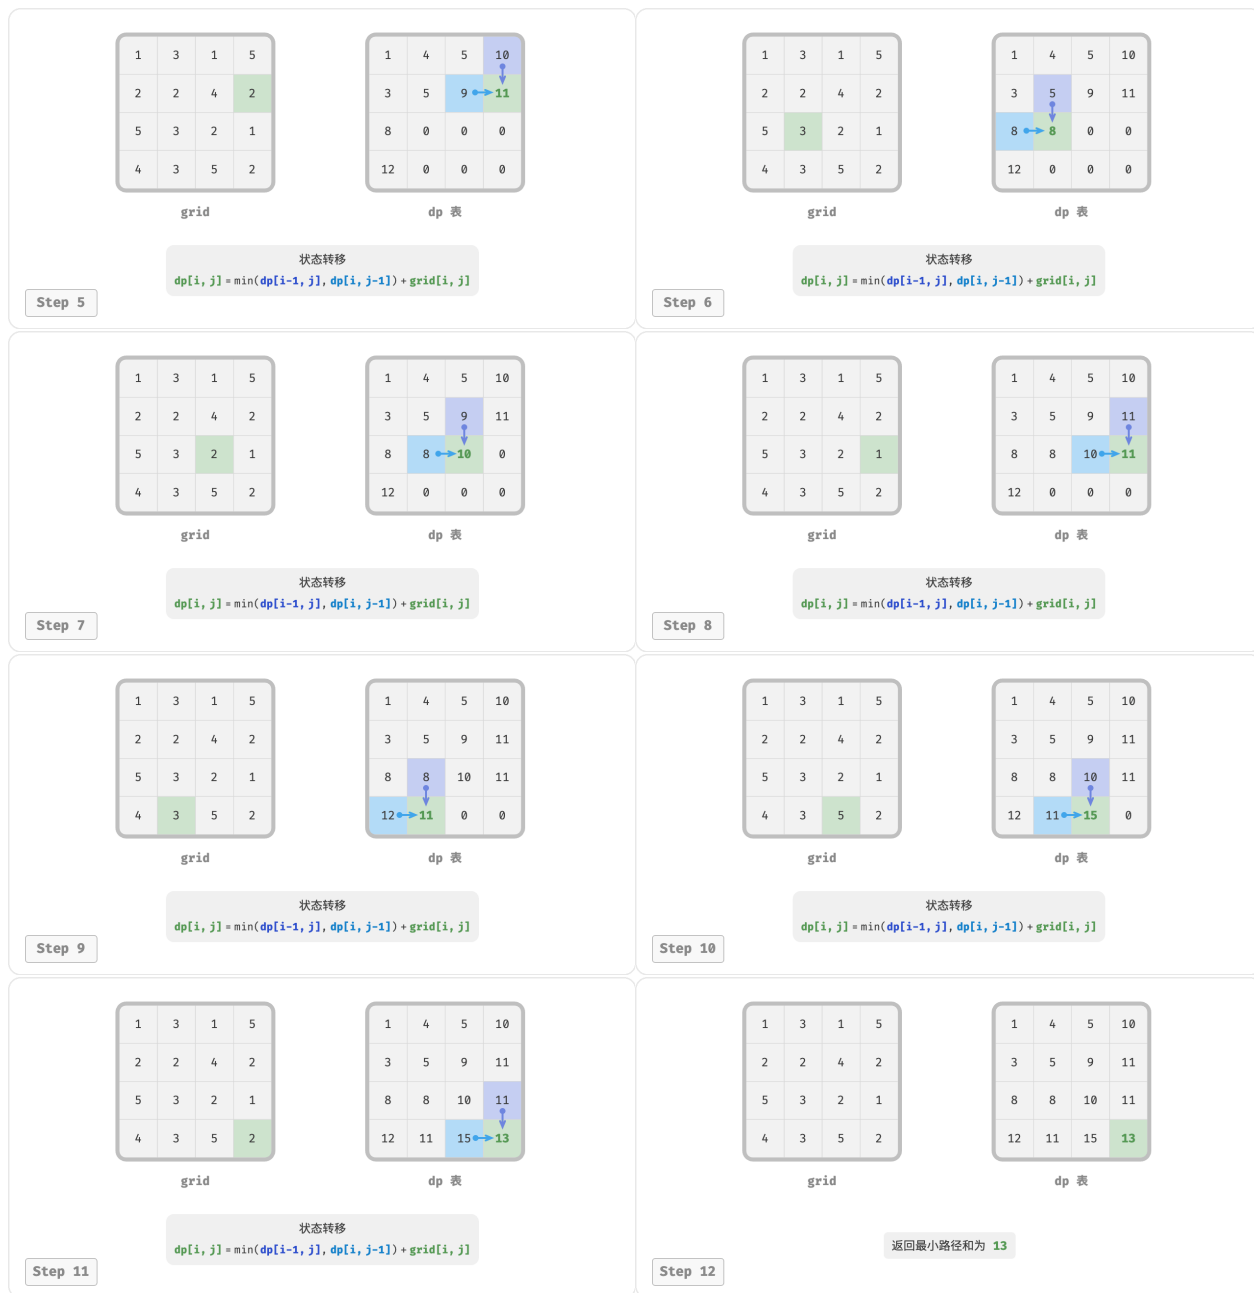 1 3 1 5
2 2 4 2
5 3 2 1
4 3 5 2
grid
1 4 5 10
3 5 9 11
8 0 0 0
12 0 0 0
dp 表
状态转移
dp[i, j] = min(dp[i-1, j], dp[i, j-1]) + grid[i, j]
Step 5
1 3 1 5
2 2 4 2
5 3 2 1
4 3 5 2
grid
1 4 5 10
3 5 9 11
8 8 0 0
12 0 0 0
dp 表
状态转移
dp[i, j] = min(dp[i-1, j], dp[i, j-1]) + grid[i, j]
Step 6
1 3 1 5
2 2 4 2
5 3 2 1
4 3 5 2
grid
1 4 5 10
3 5 9 11
8 8 10 0
12 0 0 0
dp 表
状态转移
dp[i, j] = min(dp[i-1, j], dp[i, j-1]) + grid[i, j]
Step 7
1 3 1 5
2 2 4 2
5 3 2 1
4 3 5 2
grid
1 4 5 10
3 5 9 11
8 8 10 11
12 0 0 0
dp 表
状态转移
dp[i, j] = min(dp[i-1, j], dp[i, j-1]) + grid[i, j]
Step 8
1 3 1 5
2 2 4 2
5 3 2 1
4 3 5 2
grid
1 4 5 10
3 5 9 11
8 8 10 11
12 11 0 0
dp 表
状态转移
dp[i, j] = min(dp[i-1, j], dp[i, j-1]) + grid[i, j]
Step 9
1 3 1 5
2 2 4 2
5 3 2 1
4 3 5 2
grid
1 4 5 10
3 5 9 11
8 8 10 11
12 11 15 0
dp 表
状态转移
dp[i, j] = min(dp[i-1, j], dp[i, j-1]) + grid[i, j]
Step 10
1 3 1 5
2 2 4 2
5 3 2 1
4 3 5 2
grid
1 4 5 10
3 5 9 11
8 8 10 11
12 11 15 13
dp 表
状态转移
dp[i, j] = min(dp[i-1, j], dp[i, j-1]) + grid[i, j]
Step 11
1 3 1 5
2 2 4 2
5 3 2 1
4 3 5 2
grid
1 4 5 10
3 5 9 11
8 8 10 11
12 11 15 13
dp 表
返回最小路径和为 13
Step 12